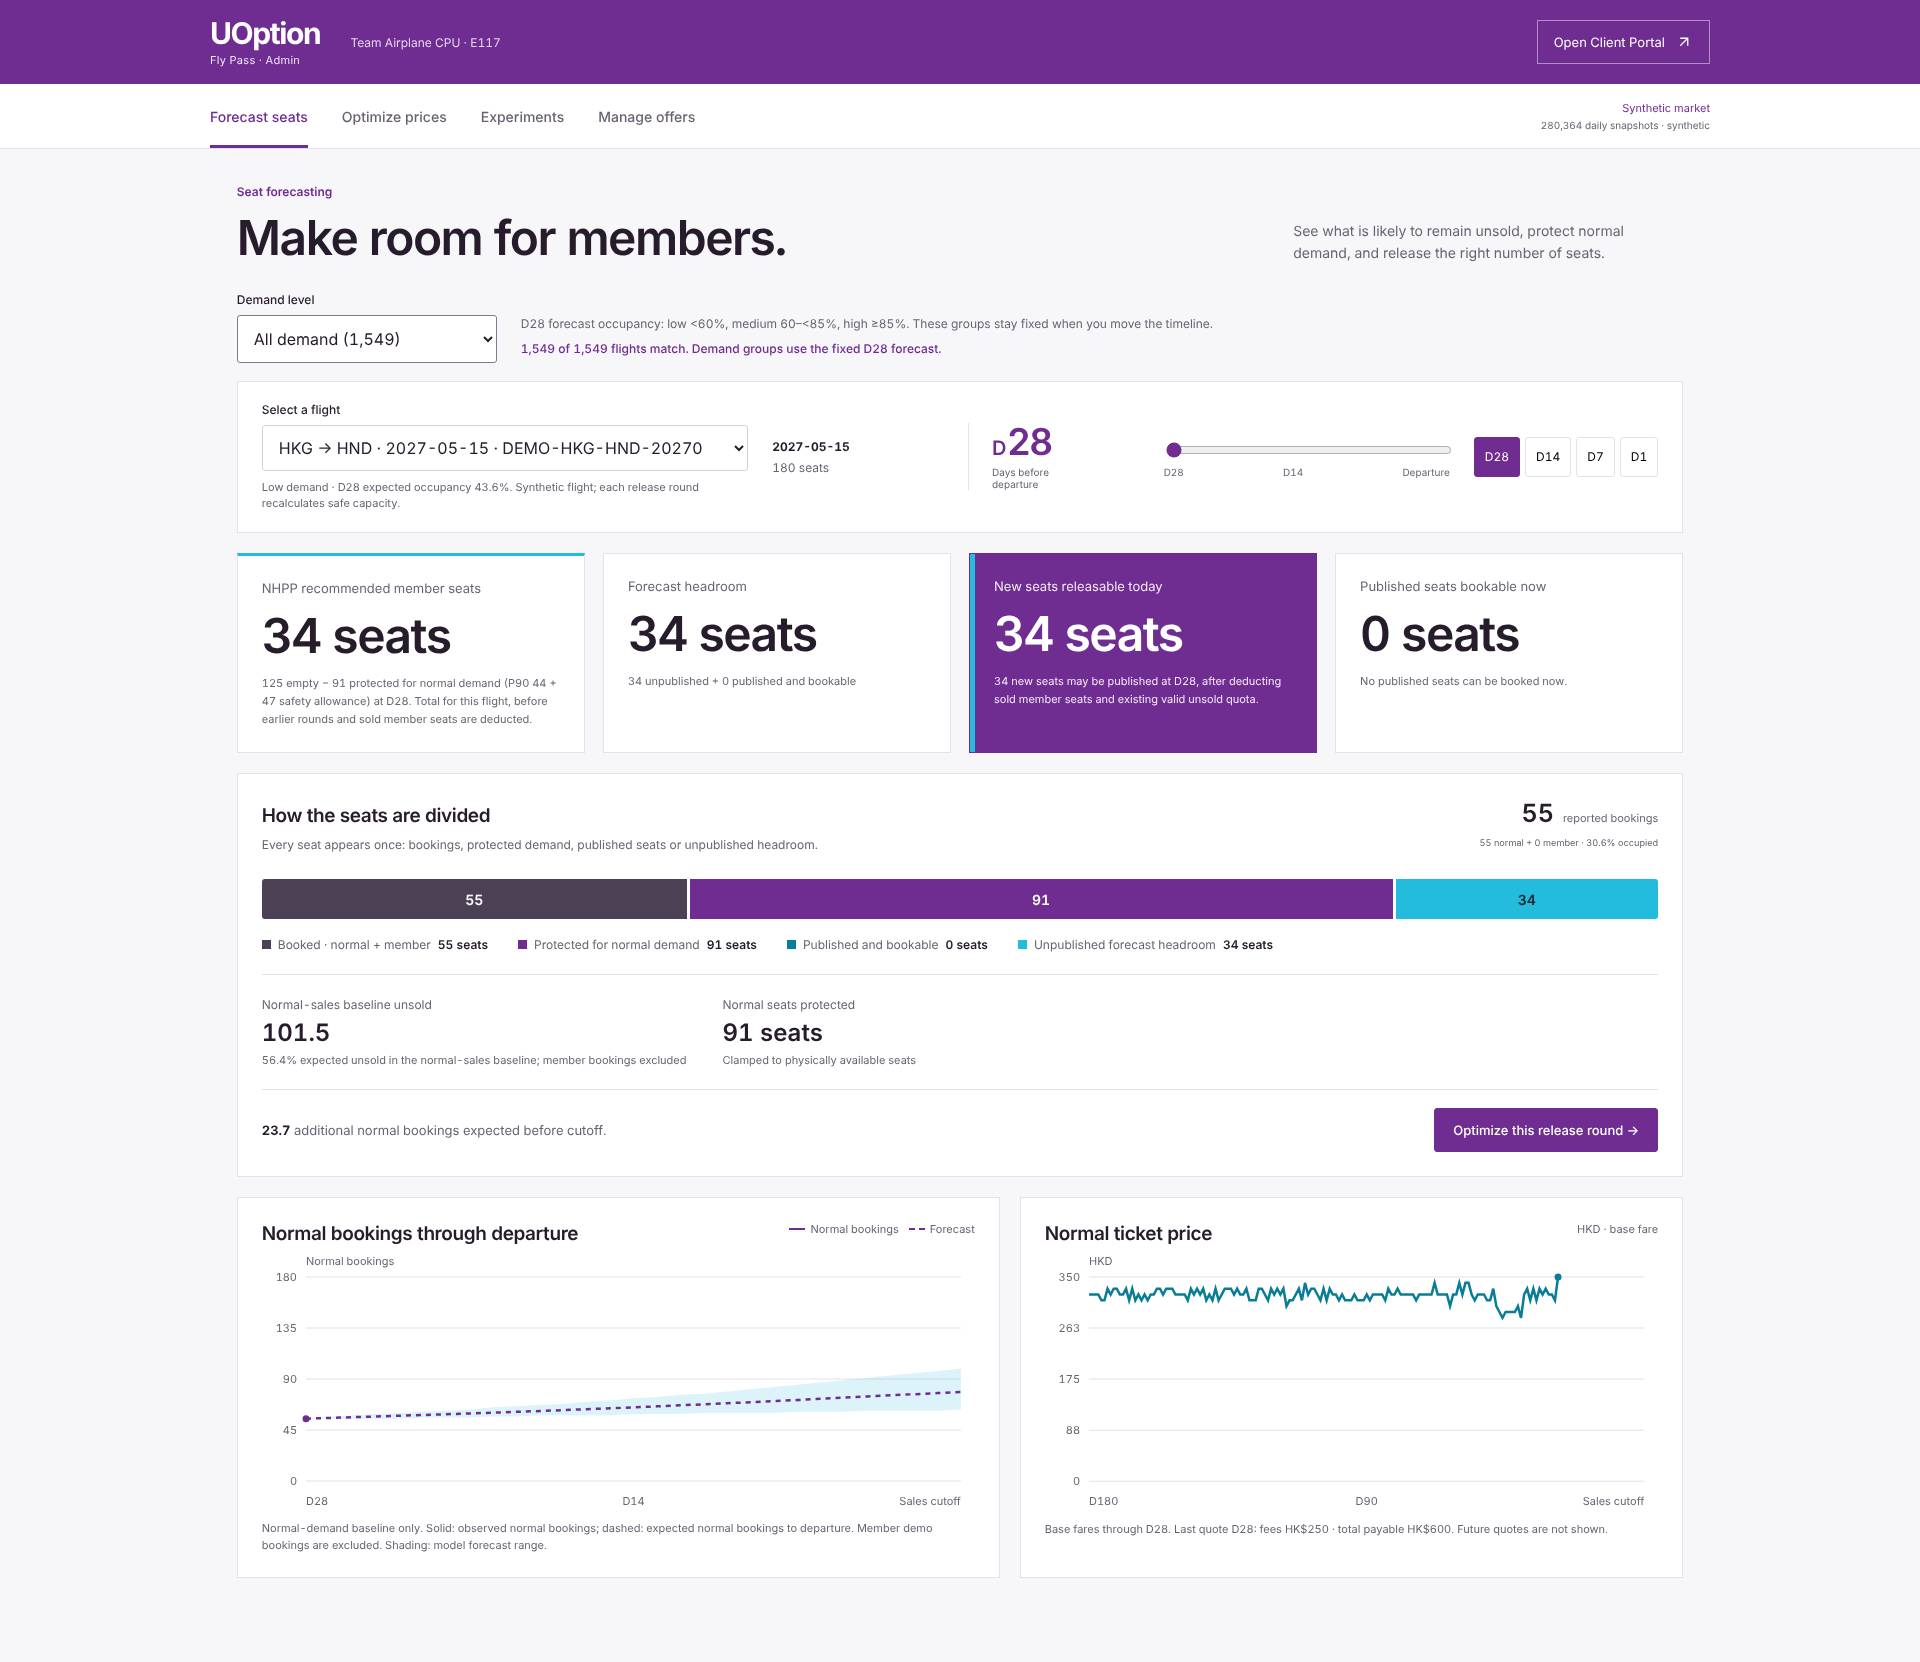 UOption
Fly Pass · Admin
Team Airplane CPU · E117
Open Client Portal
Forecast seats
Optimize prices
Experiments
Manage offers
Synthetic market
280,364 daily snapshots · synthetic
Seat forecasting
Make room for members.
See what is likely to remain unsold, protect normal
demand, and release the right number of seats.
Demand level
All demand (1,549)
D28 forecast occupancy: low <60%, medium 60–<85%, high ≥85%. These groups stay fixed when you move the timeline.
1,549 of 1,549 flights match. Demand groups use the fixed D28 forecast.
Select a flight
HKG → HND · 2027-05-15 · DEMO-HKG-HND-20270
Low demand · D28 expected occupancy 43.6%. Synthetic flight; each release round
recalculates safe capacity.
2027-05-15
180 seats
D28
Days before
departure
D28
D14
Departure
D28
D14
D7
D1
NHPP recommended member seats
34 seats
125 empty − 91 protected for normal demand (P90 44 +
47 safety allowance) at D28. Total for this flight, before
earlier rounds and sold member seats are deducted.
Forecast headroom
34 seats
34 unpublished + 0 published and bookable
New seats releasable today
34 seats
34 new seats may be published at D28, after deducting
sold member seats and existing valid unsold quota.
Published seats bookable now
0 seats
No published seats can be booked now.
How the seats are divided
Every seat appears once: bookings, protected demand, published seats or unpublished headroom.
55 reported bookings
55 normal + 0 member · 30.6% occupied
55
91
34
Booked · normal + member 55 seats
Protected for normal demand 91 seats
Published and bookable 0 seats
Unpublished forecast headroom 34 seats
Normal-sales baseline unsold
101.5
56.4% expected unsold in the normal-sales baseline; member bookings excluded
Normal seats protected
91 seats
Clamped to physically available seats
23.7 additional normal bookings expected before cutoff.
Optimize this release round →
Normal bookings through departure
Normal bookings
Forecast
Normal bookings
180
135
90
45
0
D28
D14
Sales cutoff
Normal-demand baseline only. Solid: observed normal bookings; dashed: expected normal bookings to departure. Member demo
bookings are excluded. Shading: model forecast range.
Normal ticket price
HKD · base fare
HKD
350
263
175
88
0
D180
D90
Sales cutoff
Base fares through D28. Last quote D28: fees HK$250 · total payable HK$600. Future quotes are not shown.